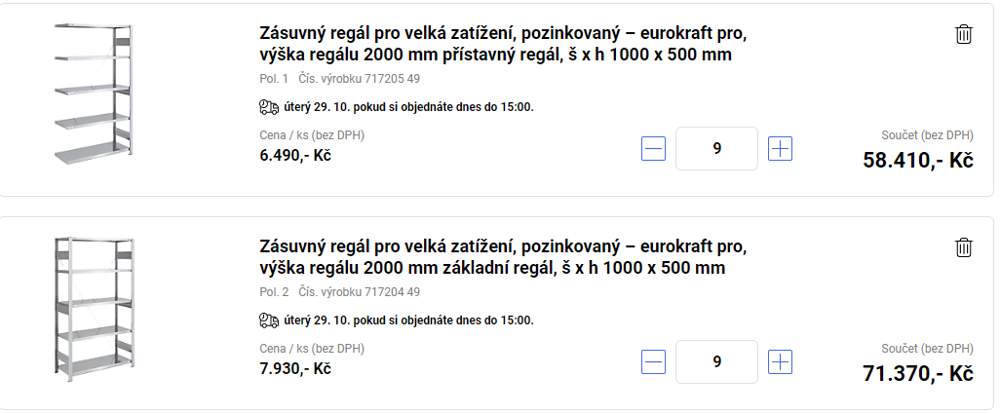 Zásuvný regál pro velká zatížení, pozinkovaný – eurokraft pro,
výška regálu 2000 mm přístavný regál, š x h 1000 x 500 mm
Pol. 1 Čís. výrobku 717205 49
úterý 29. 10. pokud si objednáte dnes do 15:00.
Cena / ks (bez DPH)
6.490,- Kč
9
Součet (bez DPH)
58.410,- Kč
Zásuvný regál pro velká zatížení, pozinkovaný – eurokraft pro,
výška regálu 2000 mm základní regál, š x h 1000 x 500 mm
Pol. 2 Čís. výrobku 717204 49
úterý 29. 10. pokud si objednáte dnes do 15:00.
Cena / ks (bez DPH)
7.930,- Kč
9
Součet (bez DPH)
71.370,- Kč